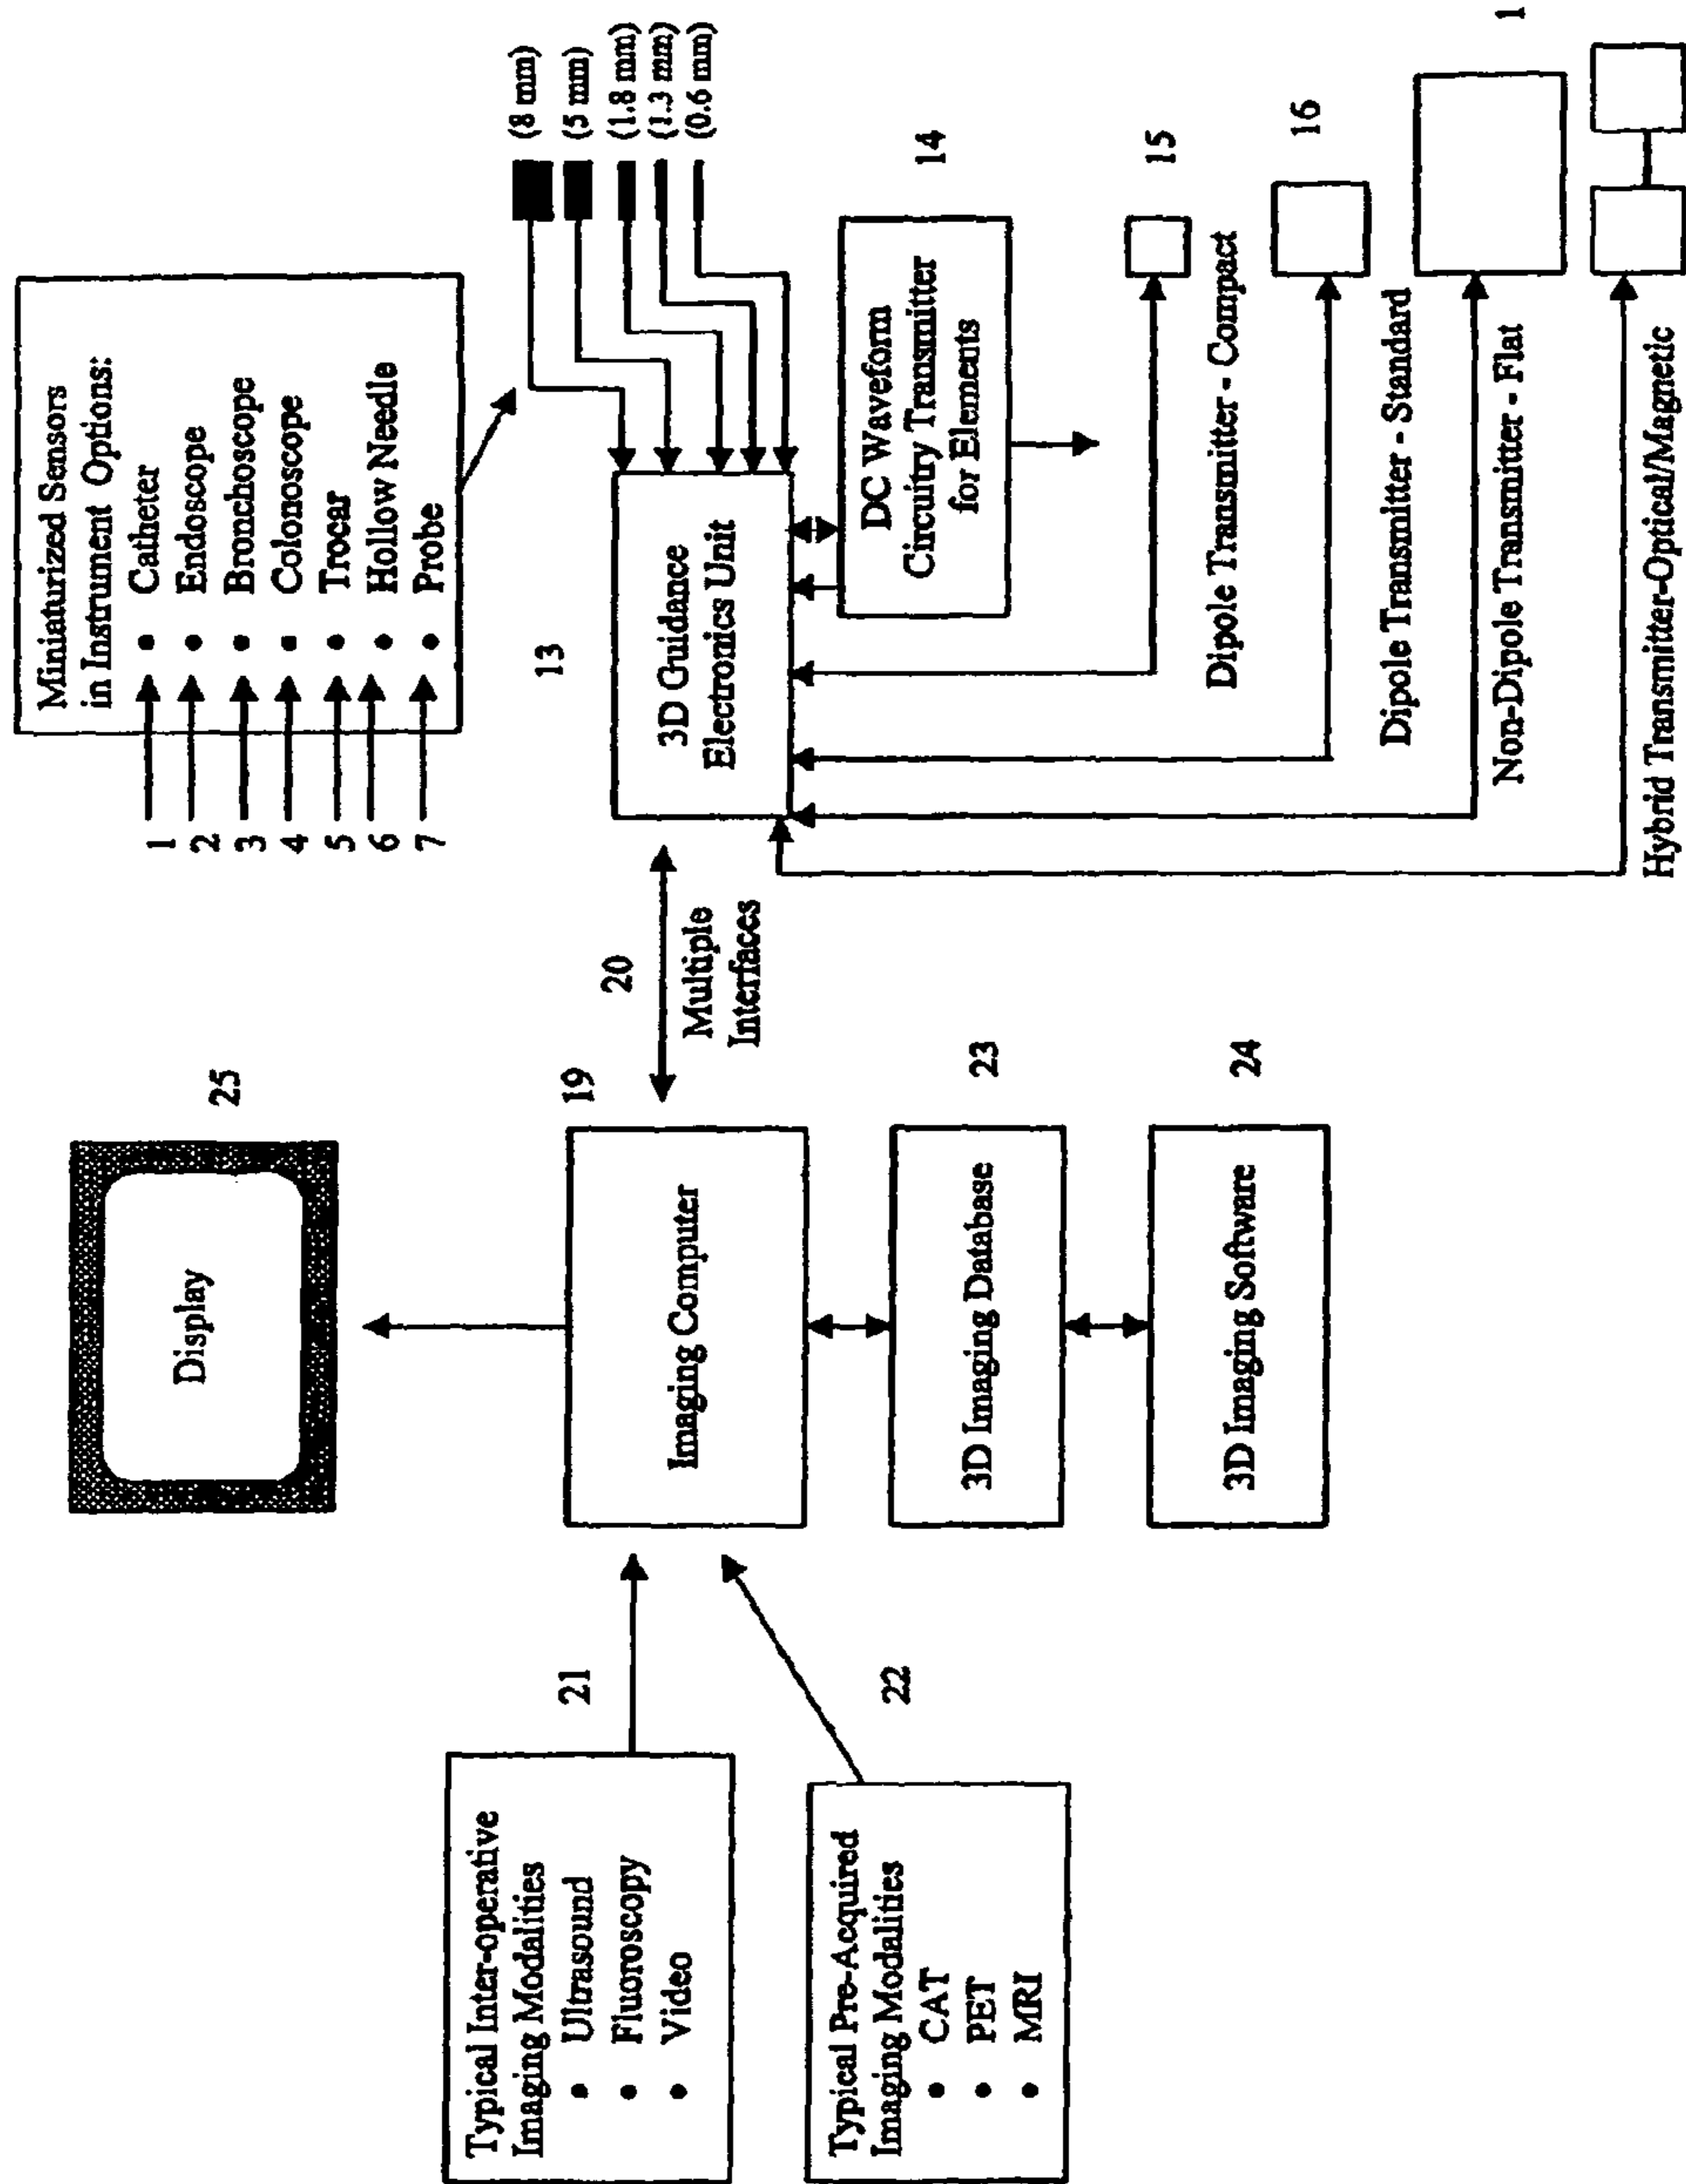 Miniaturized Sensors
in Instrument Options:
1
• Catheter
2
• Endoscope
3
• Bronchoscope
4
• Colonoscope
5
• Trocar
6
• Hollow Needle
7
• Probe
(8 mm)
(5 mm)
(1.8 mm)
(1.3 mm)
(0.6 mm)
13
3D Guidance
Electronics Unit
14
DC Waveform
Circuitry Transmitter
for Elements
15
Dipole Transmitter - Compact
16
Dipole Transmitter - Standard
Non-Dipole Transmitter - Flat
1
Hybrid Transmitter-Optical/Magnetic
20
Multiple
Interfaces
25
Display
19
Imaging Computer
23
3D Imaging Database
24
3D Imaging Software
21
Typical Inter-operative
Imaging Modalities
• Ultrasound
• Fluoroscopy
• Video
22
Typical Pre-Acquired
Imaging Modalities
• CAT
• PET
• MRI